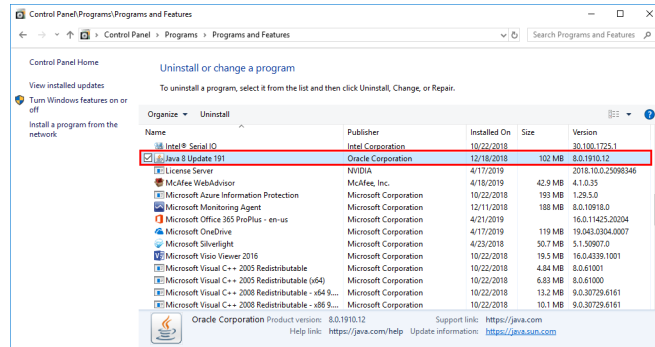 Control Panel\Programs\Programs and Features
Control Panel > Programs > Programs and Features
Search Programs and Features
Control Panel Home
View installed updates
Turn Windows features on or off
Install a program from the network
Uninstall or change a program
To uninstall a program, select it from the list and then click Uninstall, Change, or Repair.
Organize Uninstall
Name Publisher Installed On Size Version
Intel® Serial IO Intel Corporation 10/22/2018 30.100.1725.1
Java 8 Update 191 Oracle Corporation 12/18/2018 102 MB 8.0.1910.12
License Server NVIDIA 4/17/2019 2018.10.0.25098346
McAfee WebAdvisor McAfee, Inc. 4/18/2019 42.9 MB 4.1.0.35
Microsoft Azure Information Protection Microsoft Corporation 10/22/2018 193 MB 1.29.5.0
Microsoft Monitoring Agent Microsoft Corporation 12/11/2018 188 MB 8.0.10918.0
Microsoft Office 365 ProPlus - en-us Microsoft Corporation 4/21/2019 16.0.11425.20204
Microsoft OneDrive Microsoft Corporation 4/17/2019 119 MB 19.043.0304.0007
Microsoft Silverlight Microsoft Corporation 4/23/2018 50.7 MB 5.1.50907.0
Microsoft Visio Viewer 2016 Microsoft Corporation 10/22/2018 19.5 MB 16.0.4339.1001
Microsoft Visual C++ 2005 Redistributable Microsoft Corporation 10/22/2018 4.84 MB 8.0.61001
Microsoft Visual C++ 2005 Redistributable (x64) Microsoft Corporation 10/22/2018 6.83 MB 8.0.61000
Microsoft Visual C++ 2008 Redistributable - x64 9.... Microsoft Corporation 10/22/2018 13.2 MB 9.0.30729.6161
Microsoft Visual C++ 2008 Redistributable - x86 9.... Microsoft Corporation 10/22/2018 10.1 MB 9.0.30729.6161
Oracle Corporation Product version: 8.0.1910.12 Support link: https://java.com
Help link: https://java.com/help Update information: https://java.sun.com